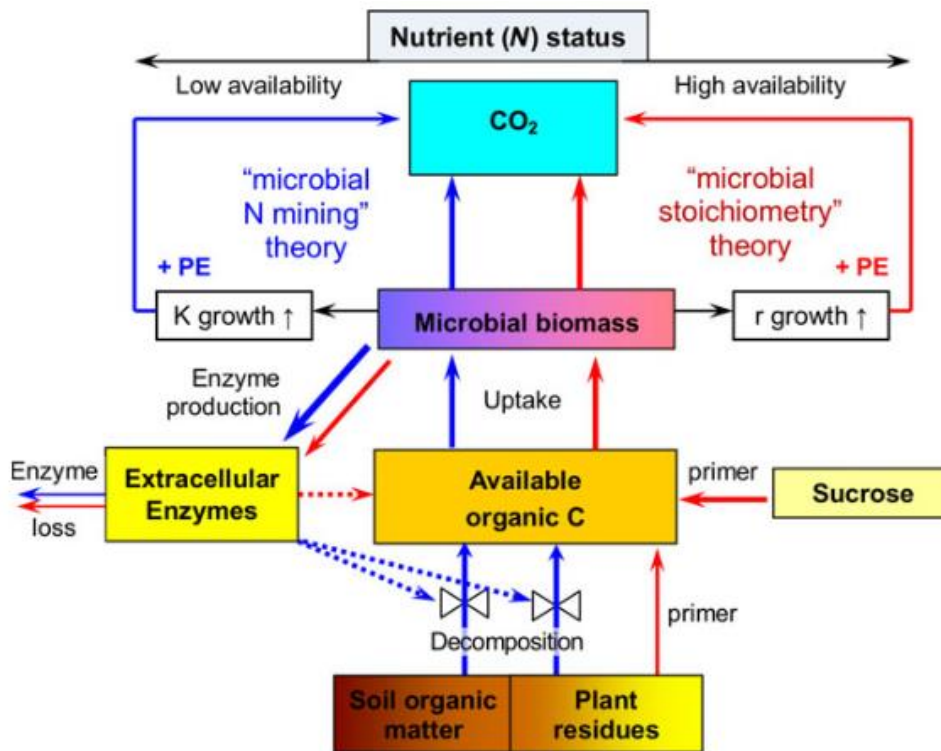 Nutrient (N) status
Low availability
High availability
CO₂
“microbial
N mining”
theory
“microbial
stoichiometry”
theory
+ PE
+ PE
K growth ↑
Microbial biomass
r growth ↑
Enzyme
production
Uptake
Enzyme
loss
Extracellular
Enzymes
Available
organic C
primer
Sucrose
Decomposition
primer
Soil organic
matter
Plant
residues